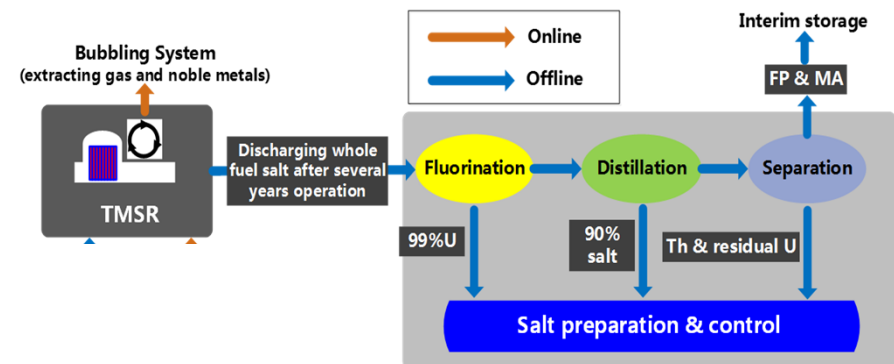 Bubbling System
(extracting gas and noble metals)
Online
Offline
Interim storage
FP & MA
TMSR
Discharging whole
fuel salt after several
years operation
Fluorination
Distillation
Separation
99%U
90%
salt
Th & residual U
Salt preparation & control